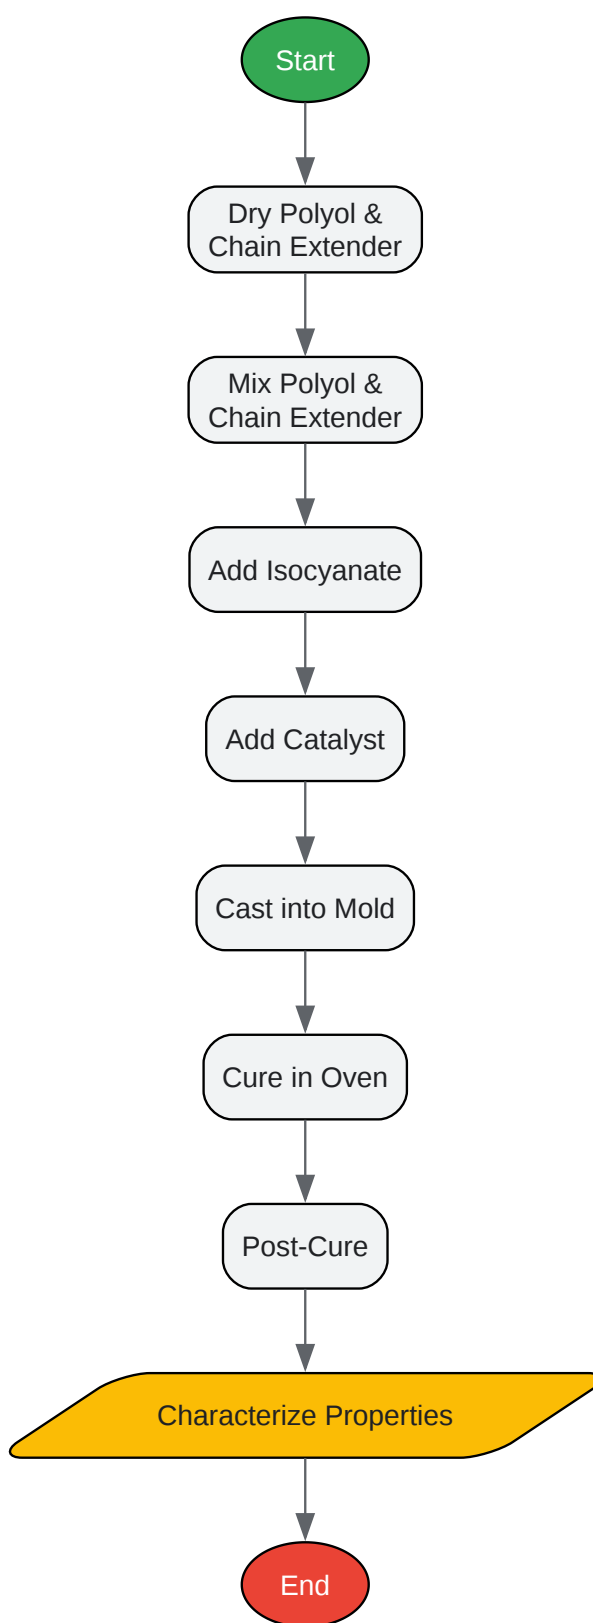 Start
Dry Polyol &
Chain Extender
Mix Polyol &
Chain Extender
Add Isocyanate
Add Catalyst
Cast into Mold
Cure in Oven
Post-Cure
Characterize Properties
End